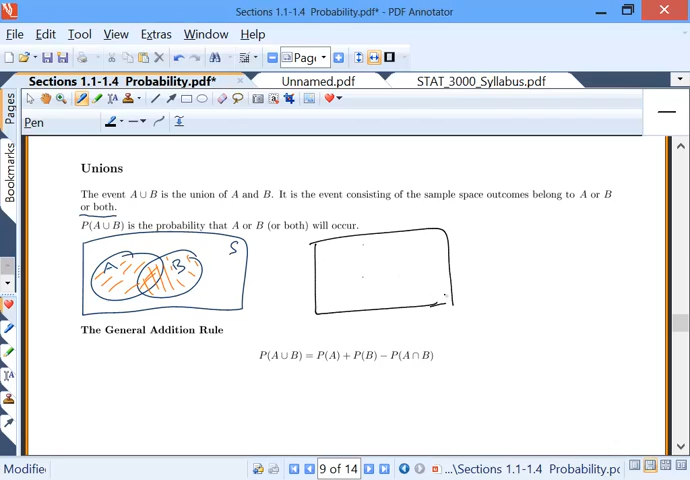 Sections 1.1-1.4 Probability.pdf* - PDF Annotator
File Edit Tool View Extras Window Help
Page
Sections 1.1-1.4 Probability.pdf*
Unnamed.pdf
STAT_3000_Syllabus.pdf
Pen
Pages
Bookmarks
Unions
The event A ∪ B is the union of A and B. It is the event consisting of the sample space outcomes belong to A or B
or both.
P(A ∪ B) is the probability that A or B (or both) will occur.
A B S
The General Addition Rule
P(A ∪ B) = P(A) + P(B) − P(A ∩ B)
Modifie
9 of 14
...\Sections 1.1-1.4 Probability.pc